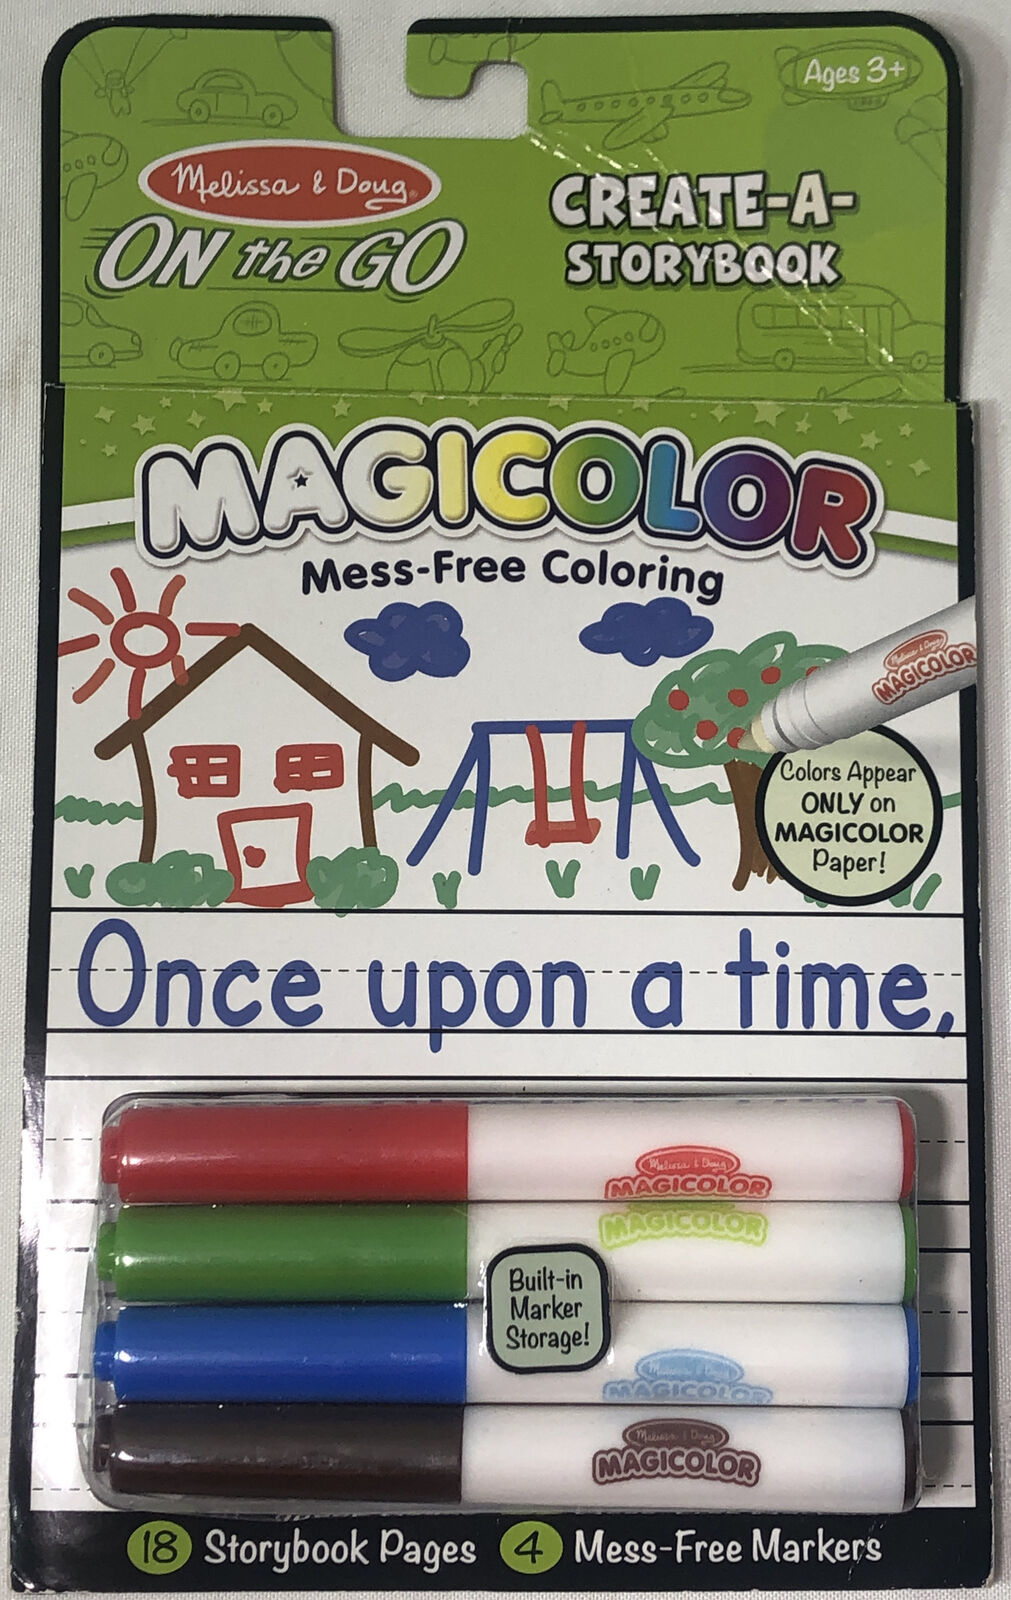 Ages 3+
Melissa & Doug®
ON the GO
CREATE-A-
STORYBOOK
MAGICOLOR
Mess-Free Coloring
Melissa & Doug
MAGICOLOR
Colors Appear
ONLY on
MAGICOLOR
Paper!
Once upon a time,
Melissa & Doug
MAGICOLOR
MAGICOLOR
Built-in
Marker
Storage!
Melissa & Doug
MAGICOLOR
Melissa & Doug
MAGICOLOR
18 Storybook Pages 4 Mess-Free Markers